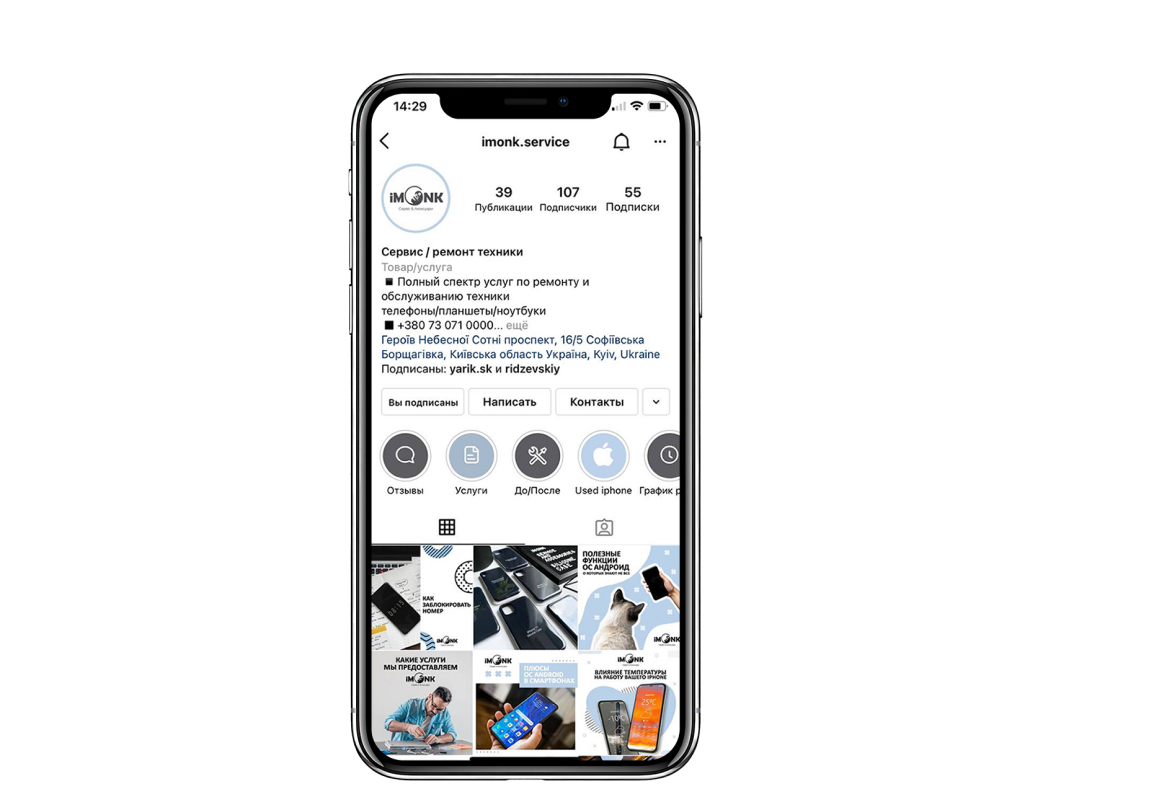 14:29
imonk.service
iMONK
39
107
55
Публикации
Подписчики
Подписки
Сервис / ремонт техники
Товар/услуга
Полный спектр услуг по ремонту и
обслуживанию техники
телефоны/планшеты/ноутбуки
+380 73 071 0000... ещё
Героїв Небесної Сотні проспект, 16/5 Софіївська
Борщагівка, Київська область Україна, Kyiv, Ukraine
Подписаны: yarik.sk и ridzevskiy
Вы подписаны
Написать
Контакты
Отзывы
Услуги
До/После
Used iphone
График р
КАК
ЗАБЛОКИРОВАТЬ
НОМЕР
iMONK
SILICONE
CASE
ПОЛЕЗНЫЕ
ФУНКЦИИ
ОС АНДРОИД
О КОТОРЫХ ЗНАЮТ НЕ ВСЕ
iMONK
КАКИЕ УСЛУГИ
МЫ ПРЕДОСТАВЛЯЕМ
iMONK
iMONK
ПЛЮСЫ
ОС ANDROID
В СМАРТФОНАХ
iMONK
ВЛИЯНИЕ ТЕМПЕРАТУРЫ
НА РАБОТУ ВАШЕГО IPHONE
-10°
25°C